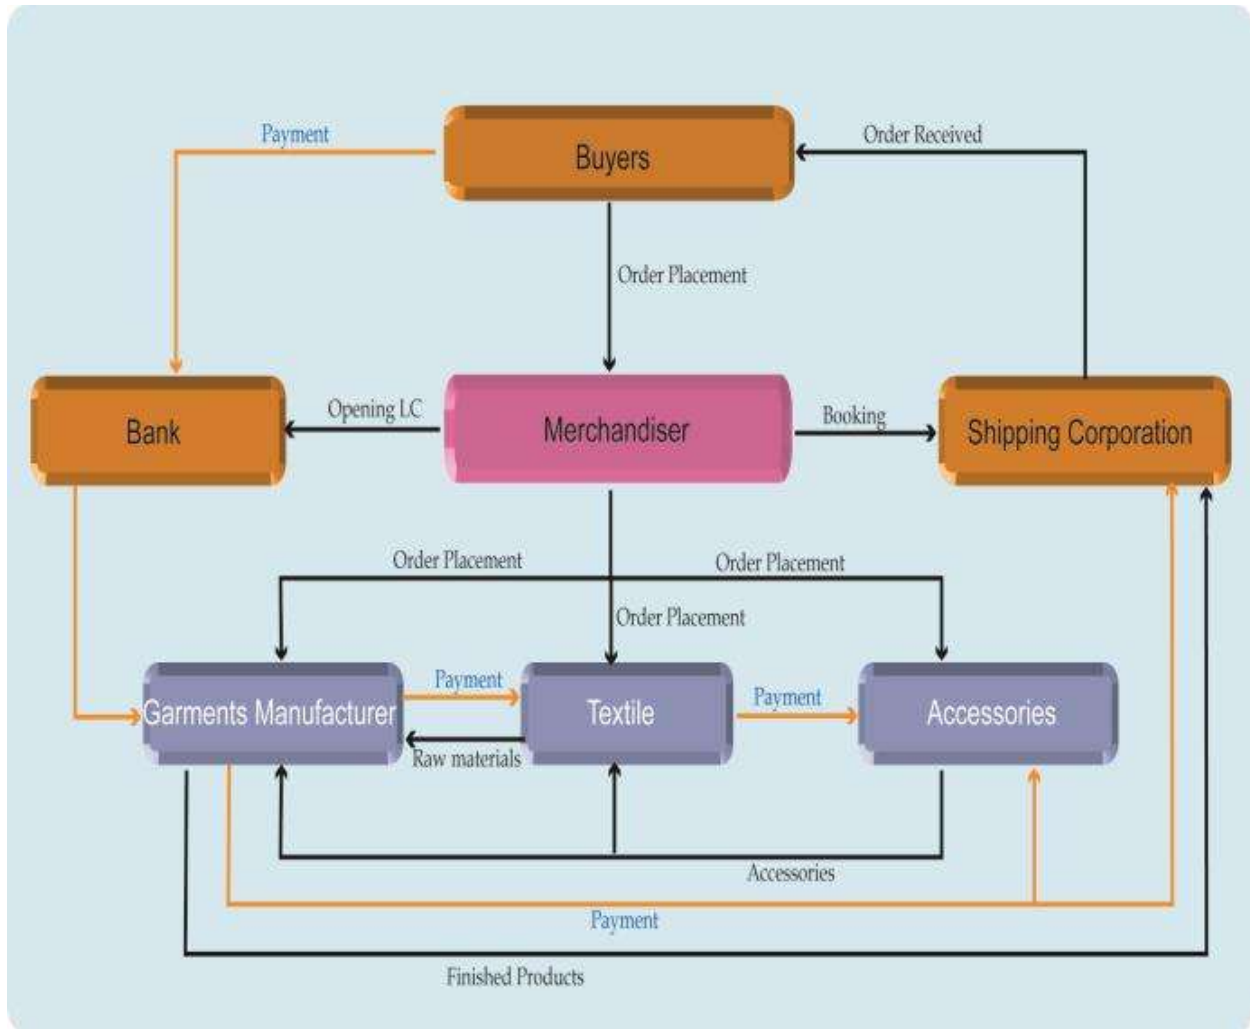 Payment
Buyers
Order Received
Order Placement
Bank
Opening LC
Merchandiser
Booking
Shipping Corporation
Order Placement
Order Placement
Order Placement
Garments Manufacturer
Payment
Raw materials
Textile
Payment
Accessories
Accessories
Payment
Finished Products